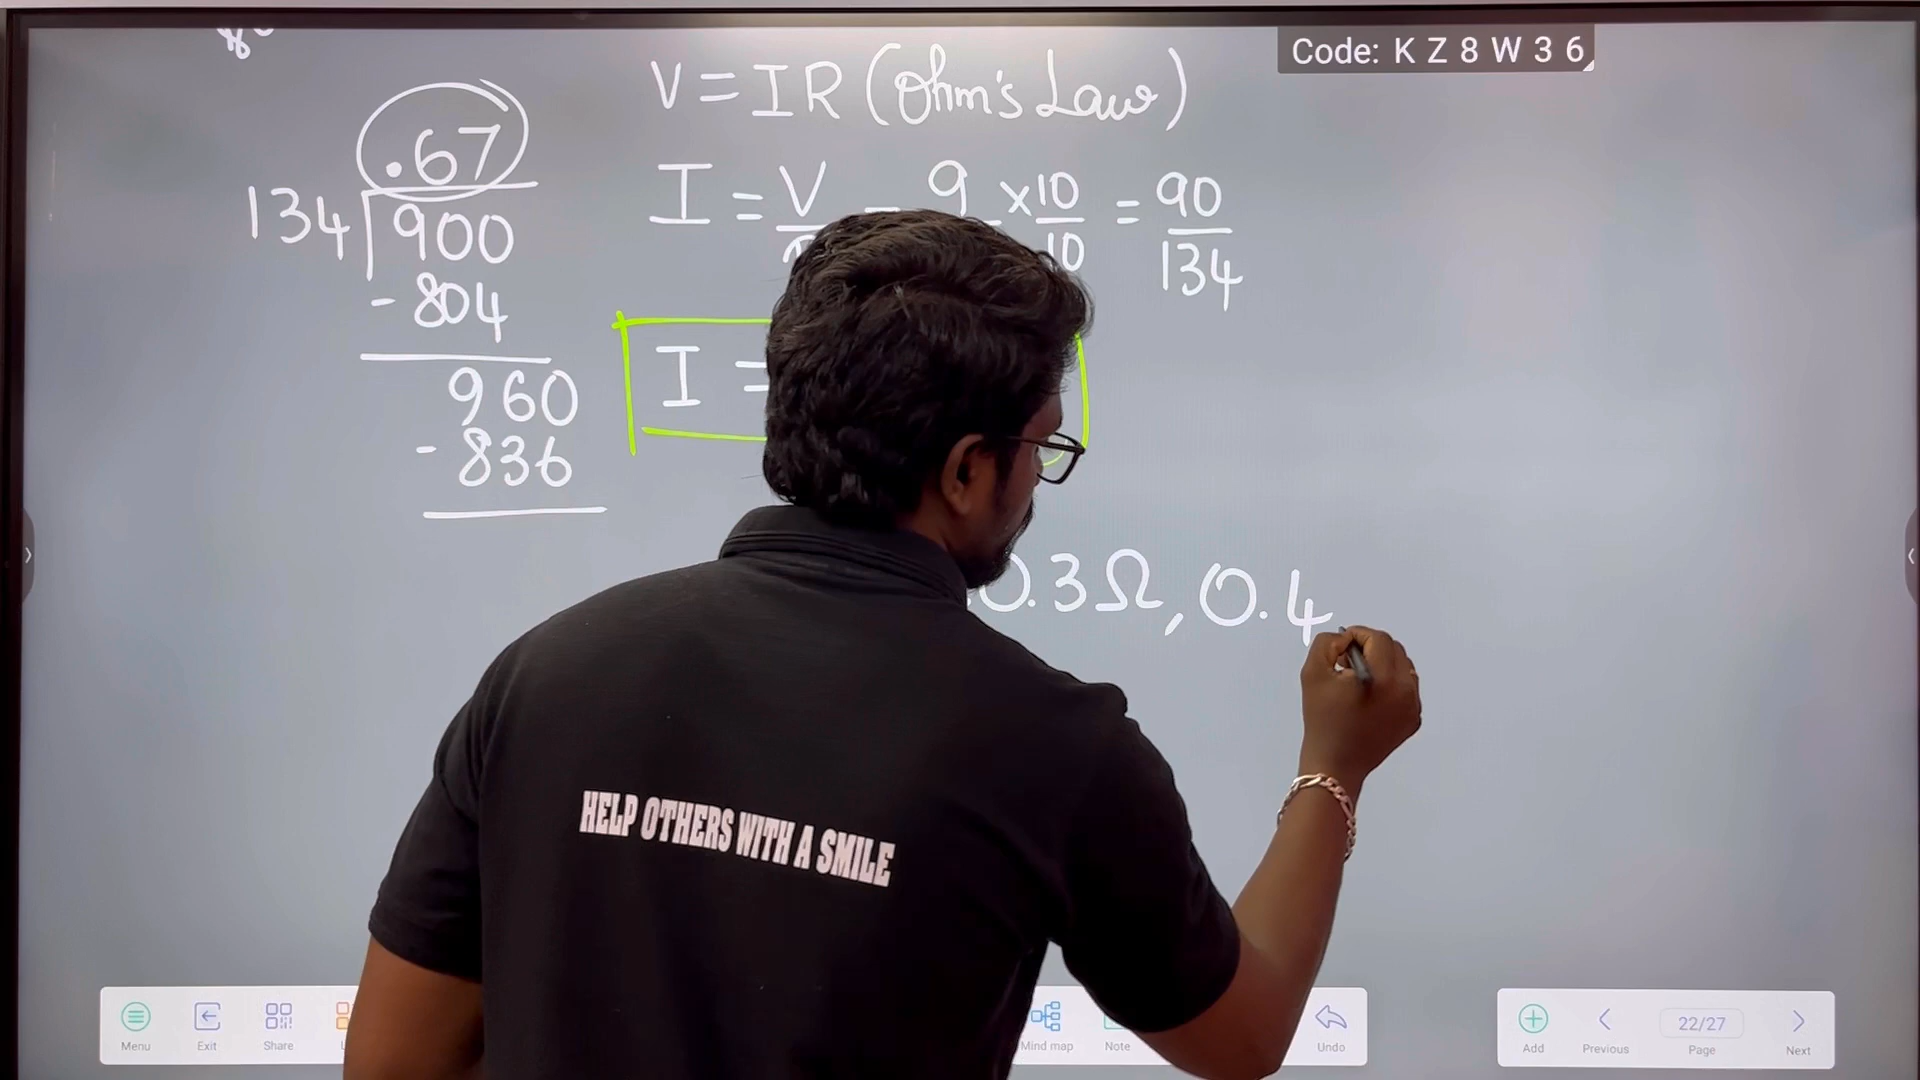 Code: K Z 8 W 3 6
V = IR (Ohm's Law)
I = V = 9 × 10/10 = 90/134
I =
.67
134 900
- 804
960
- 836
0.3Ω, 0.4
HELP OTHERS WITH A SMILE
Menu
Exit
Share
Mind map
Note
Undo
Add
Previous
22/27
Page
Next